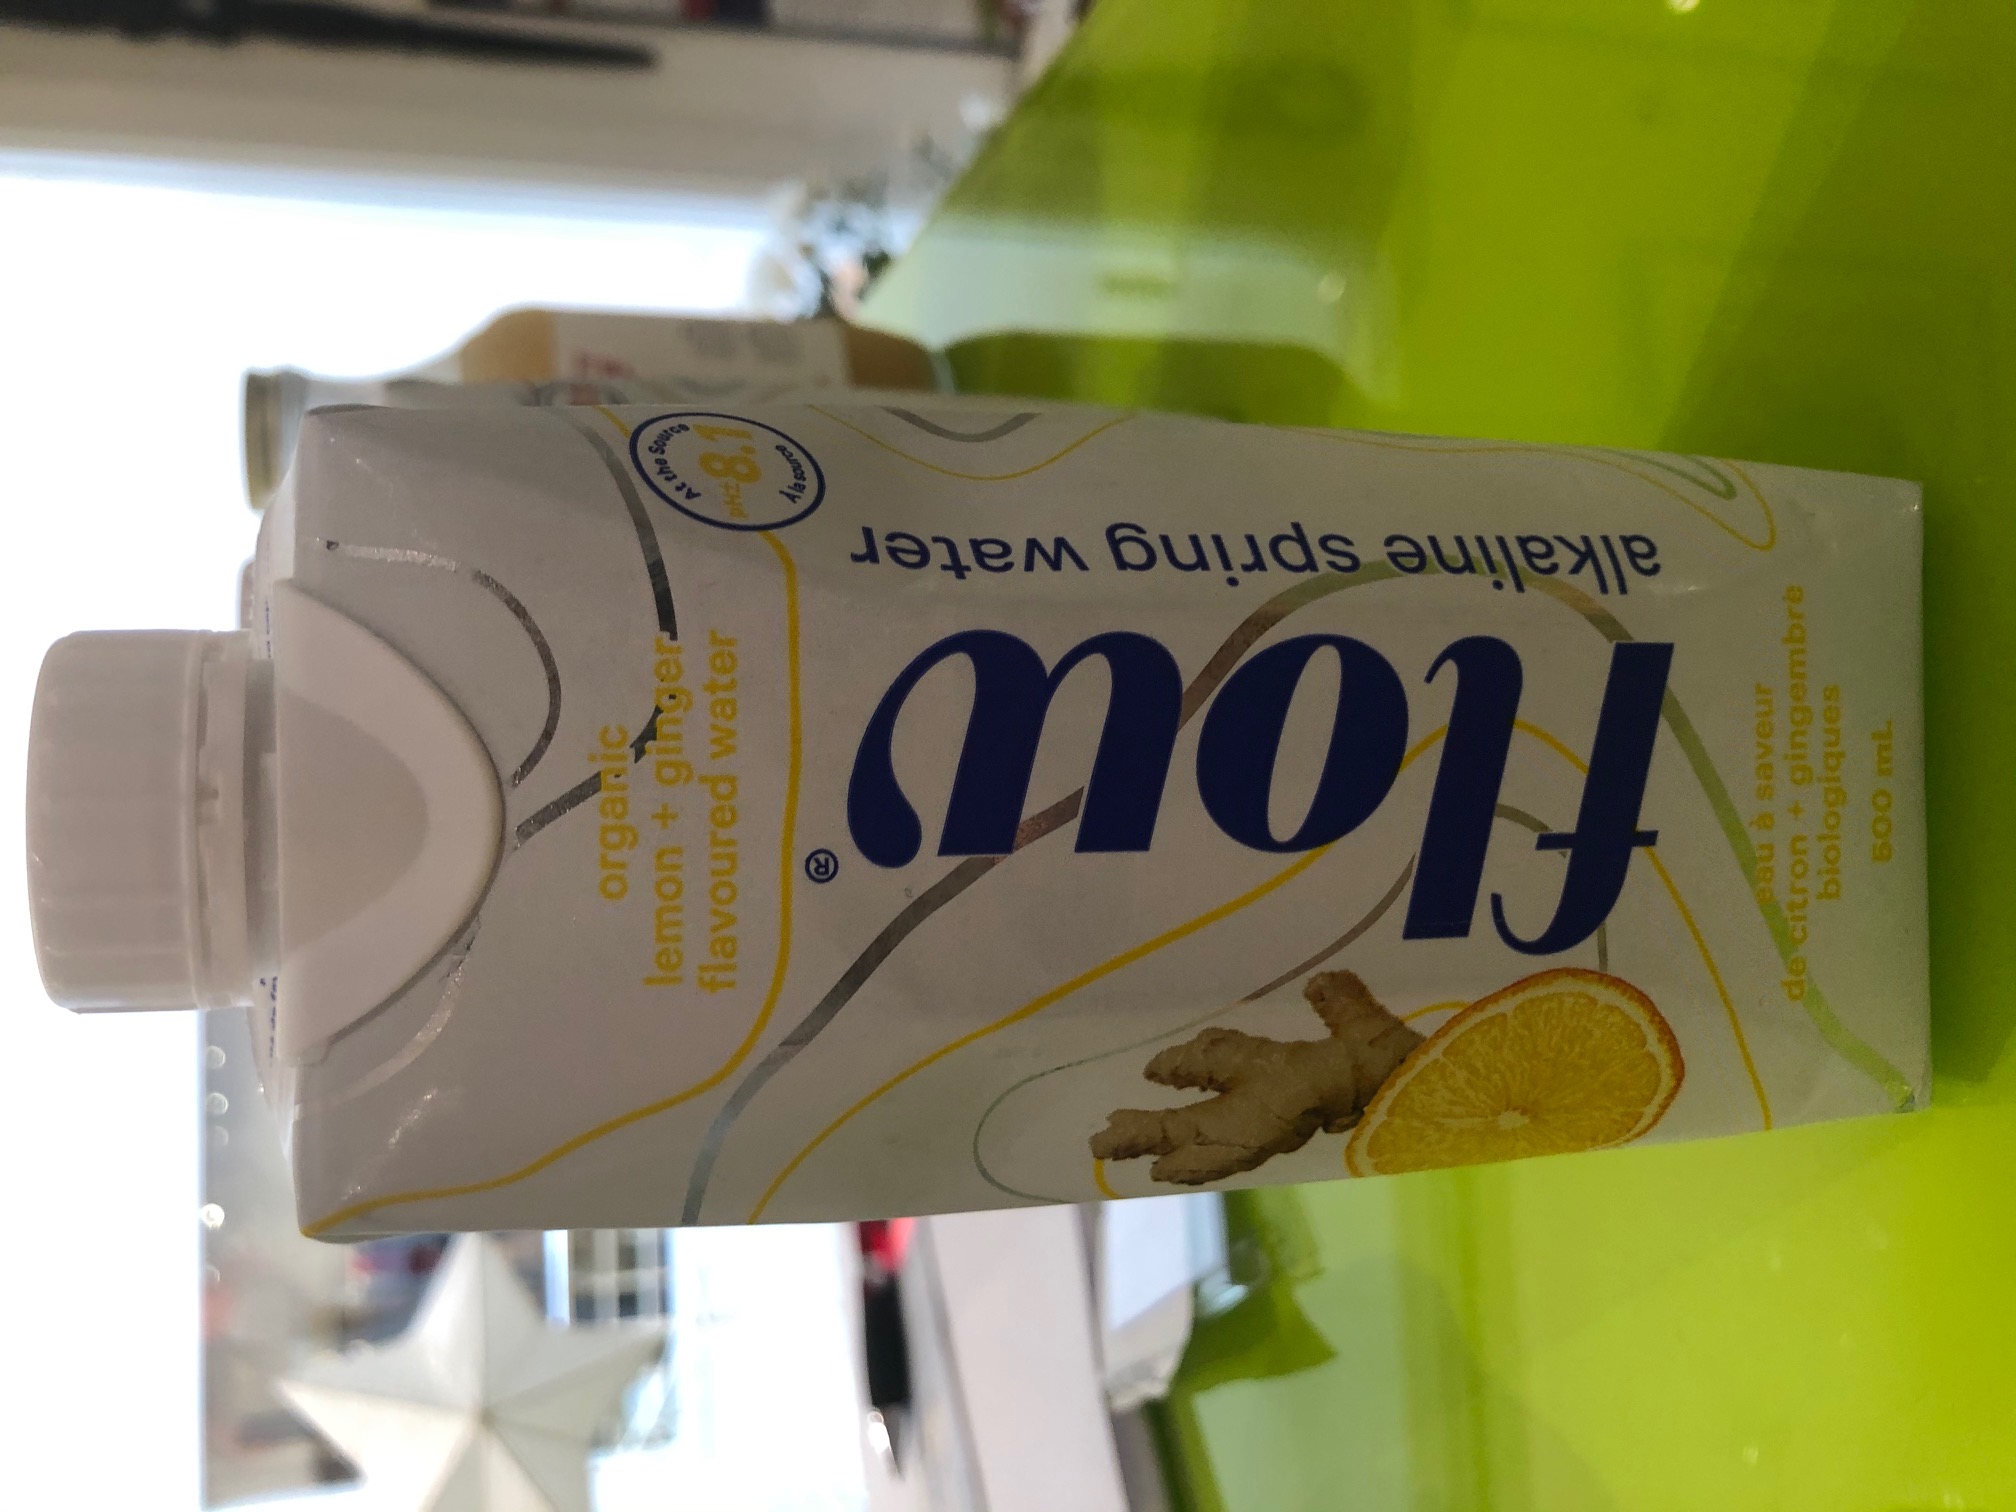 organic
lemon + ginger
flavoured water
At the Source
pH± 8.1
À la source
flow®
alkaline spring water
eau à saveur
de citron + gingembre
biologiques
500 mL